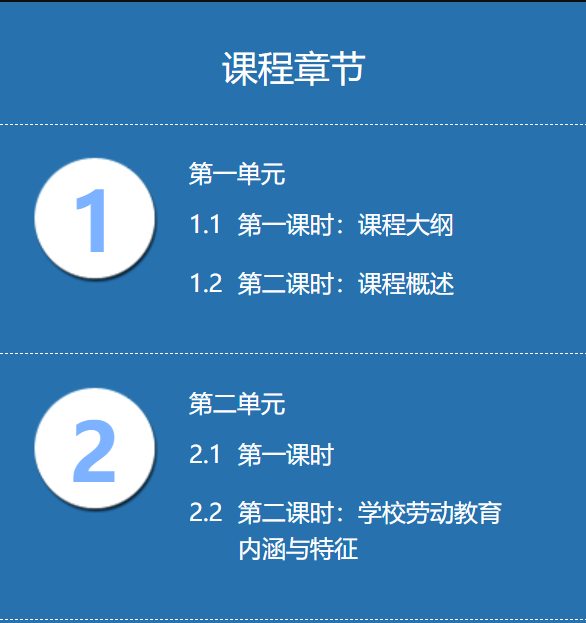 课程章节
1
第一单元
1.1 第一课时：课程大纲
1.2 第二课时：课程概述
2
第二单元
2.1 第一课时
2.2 第二课时：学校劳动教育
内涵与特征